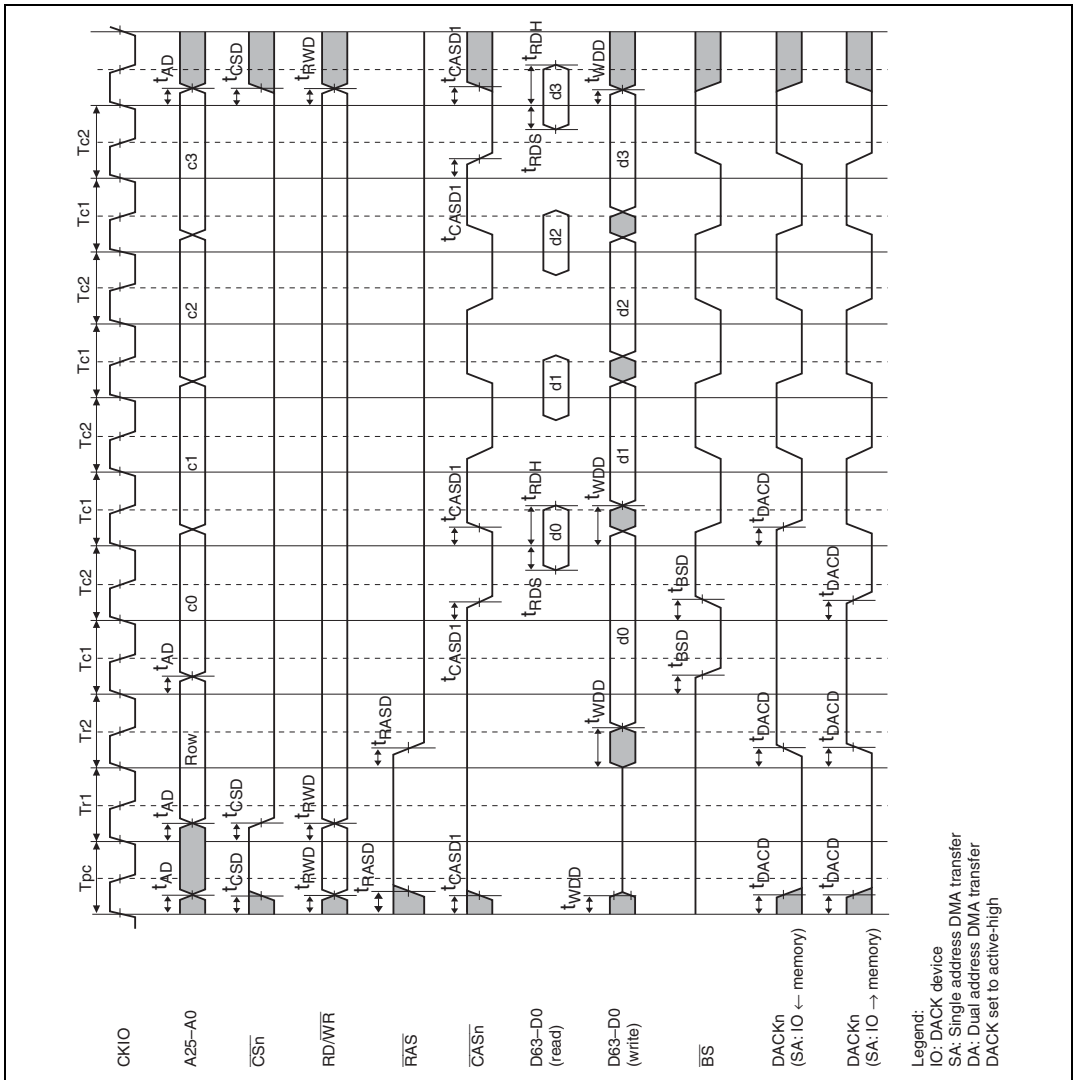 Tpc Tr1 Tr2 Tc1 Tc2 Tc1 Tc2 Tc1 Tc2 Tc1 Tc2
CKIO
tAD tAD tAD tAD
A25–A0 Row c0 c1 c2 c3
tCSD tCSD tCSD
CSn
tRWD tRWD tRWD
RD/WR
tRASD tRASD
RAS
tCASD1 tCASD1 tCASD1 tCASD1 tCASD1
CASn
tRDS tRDH tRDS tRDH
D63–D0 d0 d1 d2 d3
(read)
tWDD tWDD tWDD tWDD
D63–D0 d0 d1 d2 d3
(write)
tBSD tBSD
BS
tDACD tDACD tDACD
DACKn
(SA: IO ← memory)
tDACD tDACD tDACD
DACKn
(SA: IO → memory)
Legend:
IO: DACK device
SA: Single address DMA transfer
DA: Dual address DMA transfer
DACK set to active-high